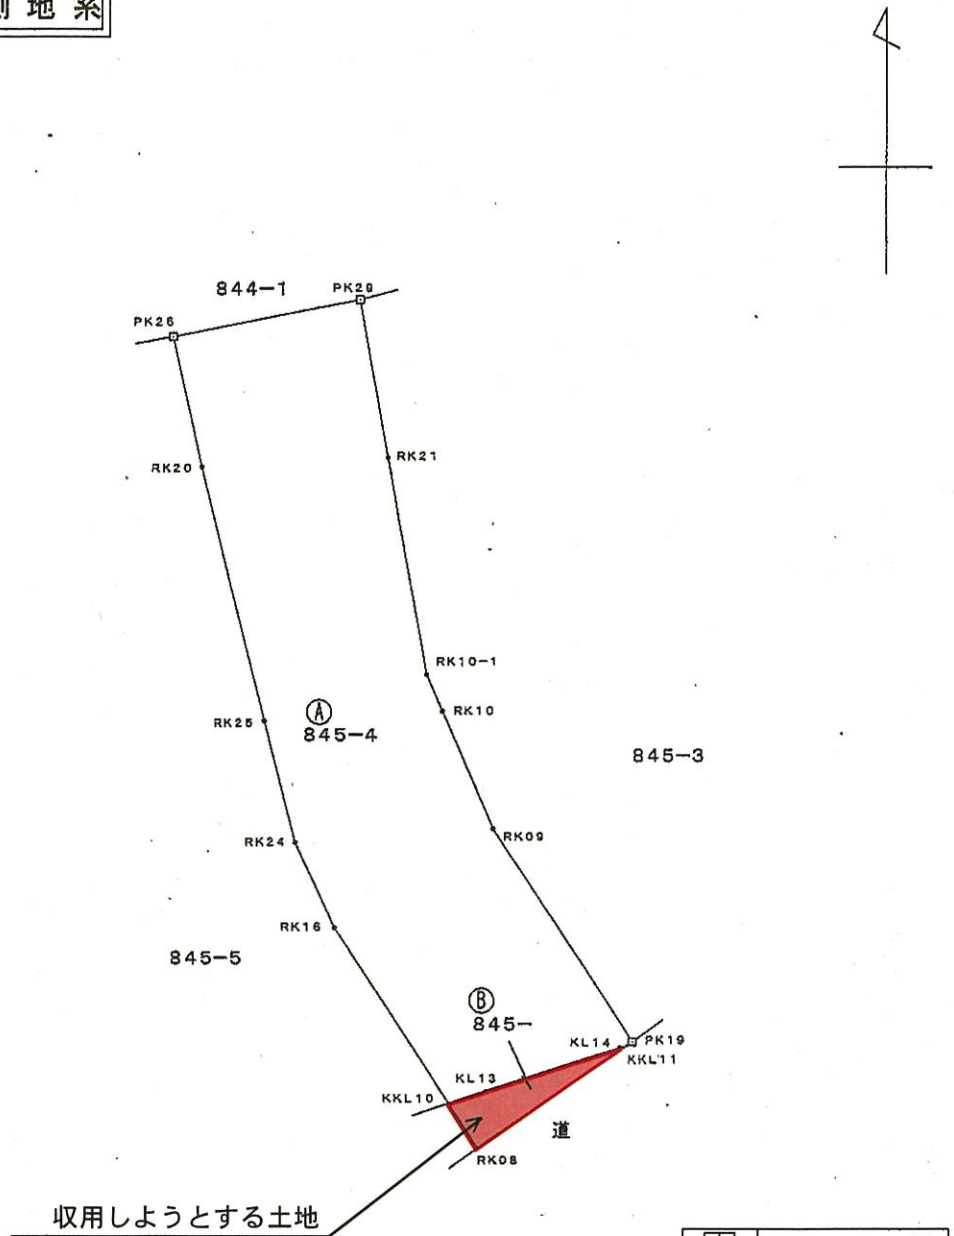 測地系
844-1
PK29
PK26
RK21
RK20
RK10-1
RK10
RK25
Ⓐ
845-4
845-3
RK09
RK24
RK16
845-5
Ⓑ
845-
KL14
PK19
KKL11
KL13
KKL10
道
RK08
収用しようとする土地